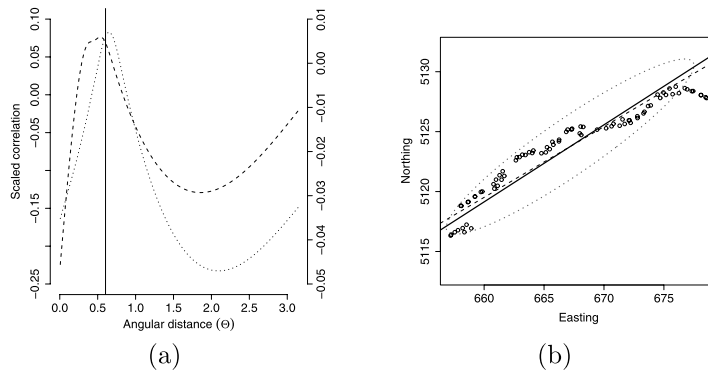 0.10
0.05
0.00
−0.05
−0.15
−0.25
Scaled correlation
0.01
0.00
−0.01
−0.02
−0.03
−0.04
−0.05
0.0 0.5 1.0 1.5 2.0 2.5 3.0
Angular distance (Θ)
(a)
5130
5125
5120
5115
Northing
660 665 670 675
Easting
(b)